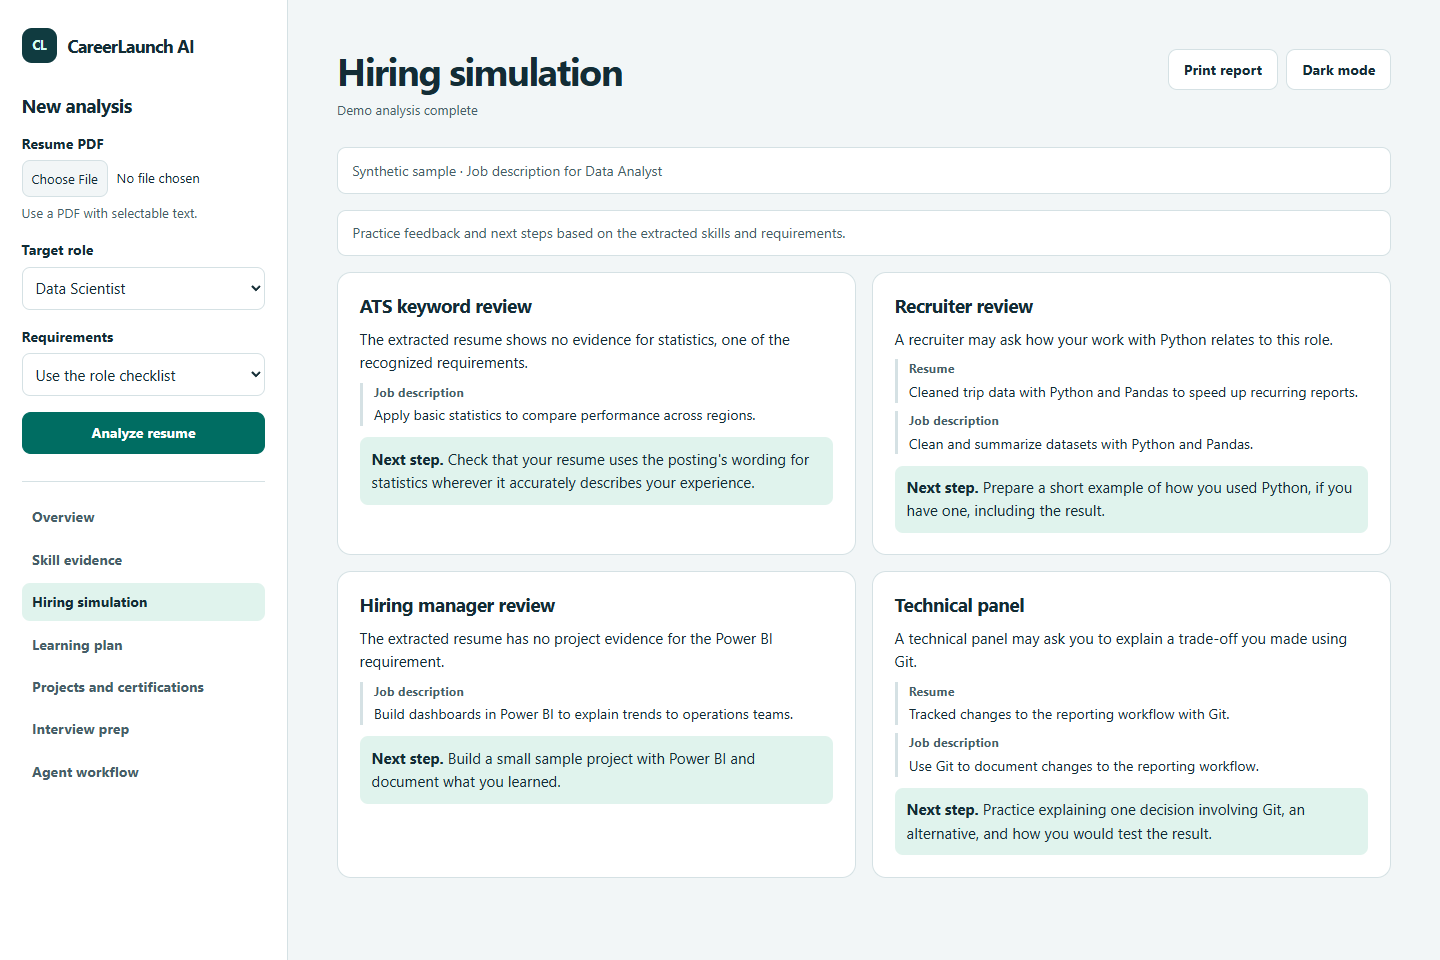 CL
CareerLaunch AI
New analysis
Resume PDF
Choose File No file chosen
Use a PDF with selectable text.
Target role
Data Scientist
Requirements
Use the role checklist
Analyze resume
Overview
Skill evidence
Hiring simulation
Learning plan
Projects and certifications
Interview prep
Agent workflow
Hiring simulation
Demo analysis complete
Print report
Dark mode
Synthetic sample · Job description for Data Analyst
Practice feedback and next steps based on the extracted skills and requirements.
ATS keyword review
The extracted resume shows no evidence for statistics, one of the
recognized requirements.
Job description
Apply basic statistics to compare performance across regions.
Next step. Check that your resume uses the posting's wording for
statistics wherever it accurately describes your experience.
Recruiter review
A recruiter may ask how your work with Python relates to this role.
Resume
Cleaned trip data with Python and Pandas to speed up recurring reports.
Job description
Clean and summarize datasets with Python and Pandas.
Next step. Prepare a short example of how you used Python, if you
have one, including the result.
Hiring manager review
The extracted resume has no project evidence for the Power BI
requirement.
Job description
Build dashboards in Power BI to explain trends to operations teams.
Next step. Build a small sample project with Power BI and
document what you learned.
Technical panel
A technical panel may ask you to explain a trade-off you made using
Git.
Resume
Tracked changes to the reporting workflow with Git.
Job description
Use Git to document changes to the reporting workflow.
Next step. Practice explaining one decision involving Git, an
alternative, and how you would test the result.